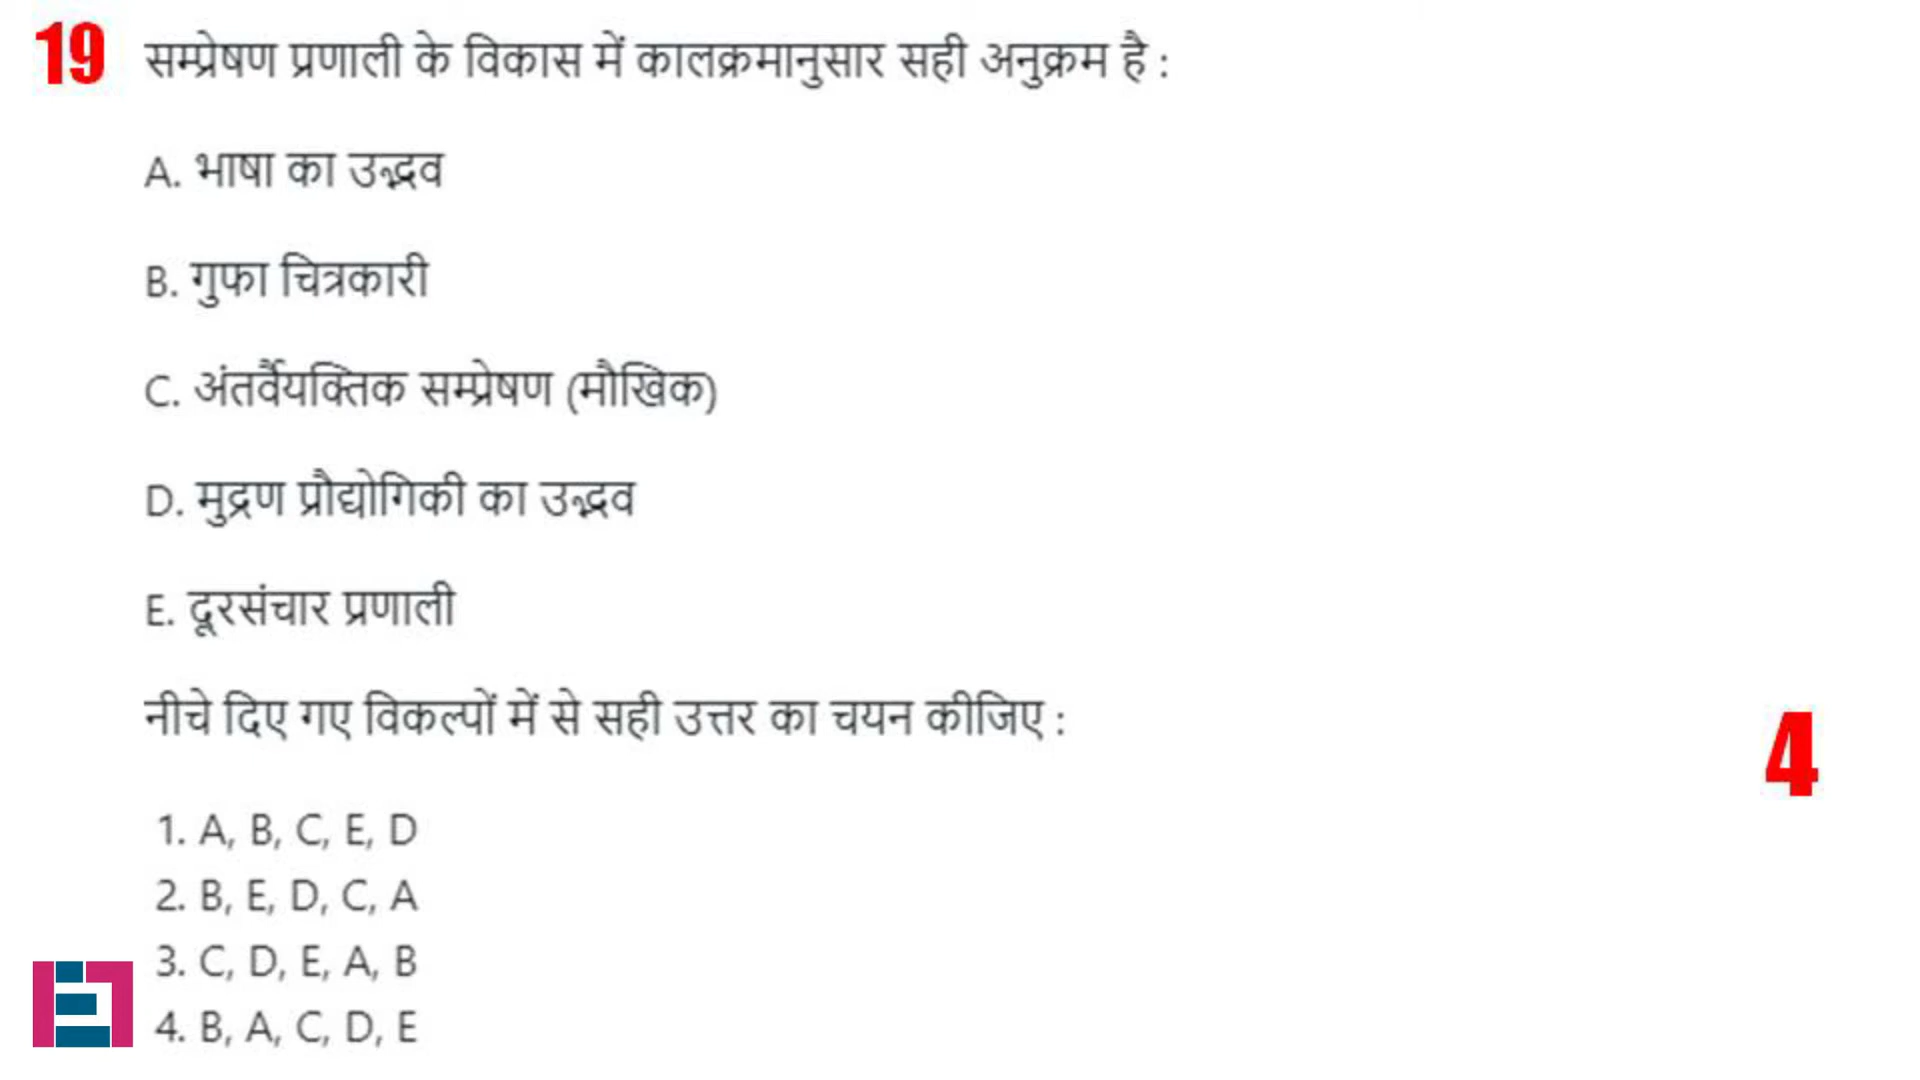 19 सम्प्रेषण प्रणाली के विकास में कालक्रमानुसार सही अनुक्रम है :
A. भाषा का उद्भव
B. गुफा चित्रकारी
C. अंतर्वैयक्तिक सम्प्रेषण (मौखिक)
D. मुद्रण प्रौद्योगिकी का उद्भव
E. दूरसंचार प्रणाली
नीचे दिए गए विकल्पों में से सही उत्तर का चयन कीजिए :
4
1. A, B, C, E, D
2. B, E, D, C, A
3. C, D, E, A, B
4. B, A, C, D, E